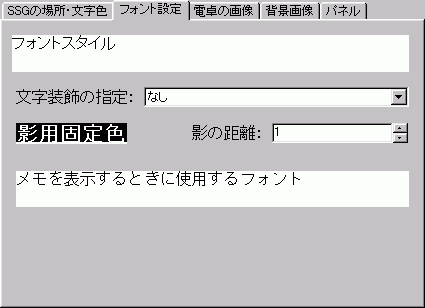 SSGの場所・文字色 フォント設定 電卓の画像 背景画像 パネル
フォントスタイル
文字装飾の指定: なし
影用固定色 影の距離: 1
メモを表示するときに使用するフォント